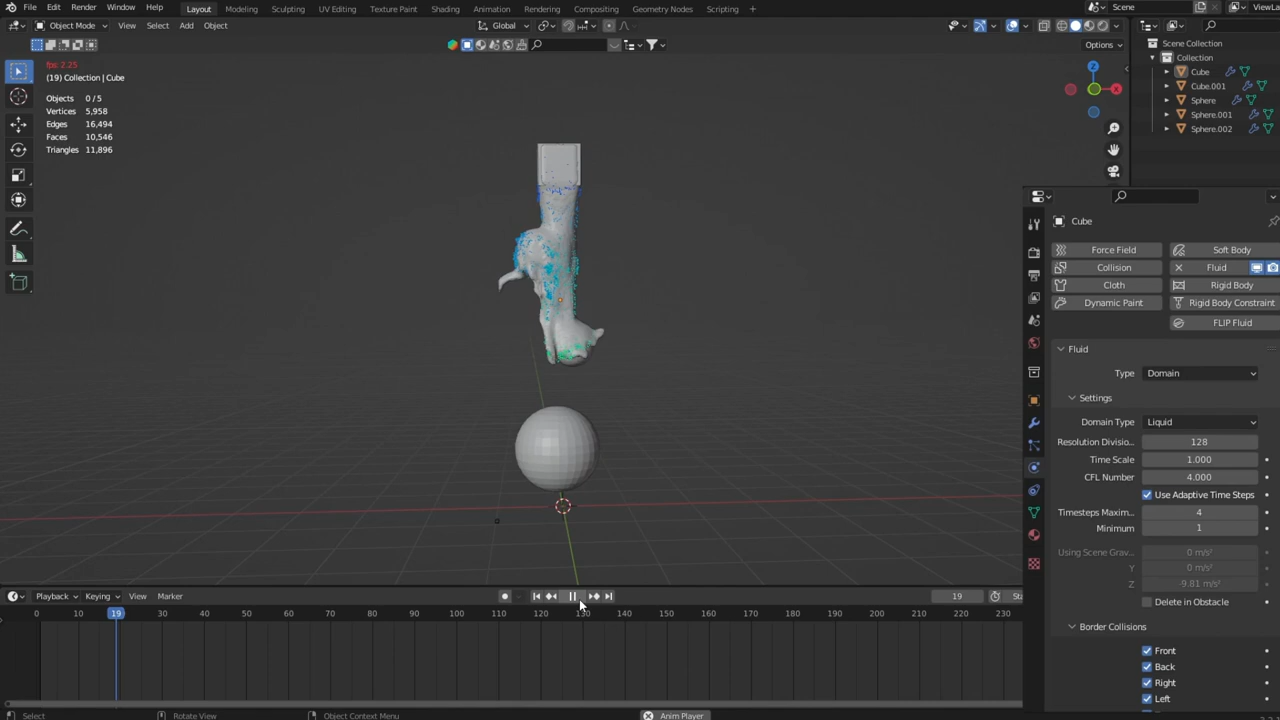 File Edit Render Window Help Layout Modeling Sculpting UV Editing Texture Paint Shading Animation Rendering Compositing Geometry Nodes Scripting + Scene ViewLa
Object Mode View Select Add Object Global
Options
fps: 2.25
(19) Collection | Cube
Objects 0 / 5
Vertices 5,958
Edges 16,494
Faces 10,546
Triangles 11,896
Z
X
Scene Collection
Collection
Cube
Cube.001
Sphere
Sphere.001
Sphere.002
Cube
Force Field Soft Body
Collision Fluid
Cloth Rigid Body
Dynamic Paint Rigid Body Constraint
FLIP Fluid
Fluid
Type Domain
Settings
Domain Type Liquid
Resolution Divisio... 128
Time Scale 1.000
CFL Number 4.000
Use Adaptive Time Steps
Timesteps Maxim... 4
Minimum 1
Using Scene Grav... 0 m/s²
Y 0 m/s²
Z -9.81 m/s²
Delete in Obstacle
Border Collisions
Front
Back
Right
Left
Playback Keying View Marker 19 Sta
0 10 19 30 40 50 60 70 80 90 100 110 120 130 140 150 160 170 180 190 200 210 220 230
Select Rotate View Object Context Menu Anim Player